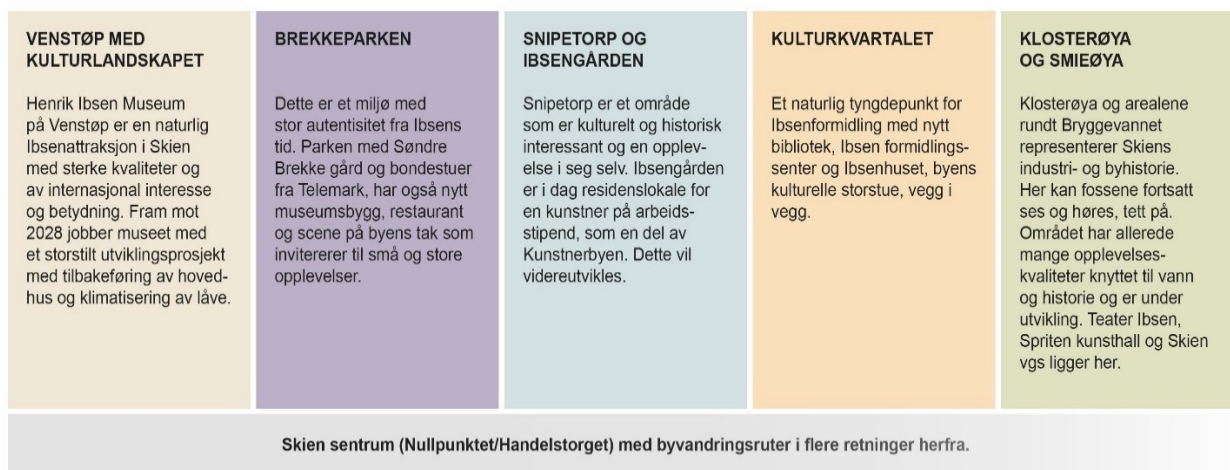 VENSTØP MED
KULTURLANDSKAPET
Henrik Ibsen Museum
på Venstøp er en naturlig
Ibsenattraksjon i Skien
med sterke kvaliteter og
av internasjonal interesse
og betydning. Fram mot
2028 jobber museet med
et storstilt utviklingsprosjekt
med tilbakeføring av hoved-
hus og klimatisering av låve.
BREKKEPARKEN
Dette er et miljø med
stor autentisitet fra Ibsens
tid. Parken med Søndre
Brekke gård og bondestuer
fra Telemark, har også nytt
museumsbygg, restaurant
og scene på byens tak som
invitererer til små og store
opplevelser.
SNIPETORP OG
IBSENGÅRDEN
Snipetorp er et område
som er kulturelt og historisk
interessant og en opplev-
else i seg selv. Ibsengården
er i dag residenslokale for
en kunstner på arbeids-
stipend, som en del av
Kunstnerbyen. Dette vil
videreutvikles.
KULTURKVARTALET
Et naturlig tyngdepunkt for
Ibsenformidling med nytt
bibliotek, Ibsen formidlings-
senter og Ibsenhuset, byens
kulturelle storstue, vegg i
vegg.
KLOSTERØYA
OG SMIEØYA
Klosterøya og arealene
rundt Bryggevannet
representerer Skiens
industri- og byhistorie.
Her kan fossene fortsatt
ses og høres, tett på.
Området har allerede
mange opplevelses-
kvaliteter knyttet til vann
og historie og er under
utvikling. Teater Ibsen,
Spriten kunsthall og Skien
vgs ligger her.
Skien sentrum (Nullpunktet/Handelstorget) med byvandringsruter i flere retninger herfra.